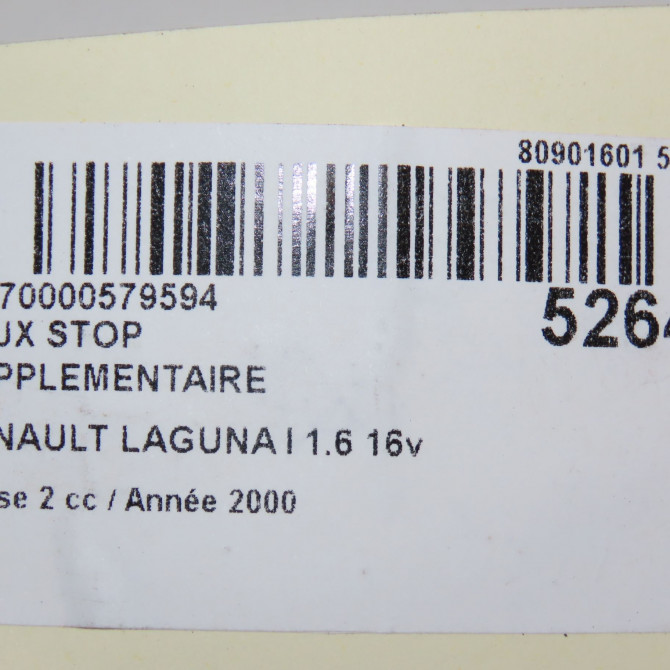 80901601 5
70000579594
5264
UX STOP
PPLEMENTAIRE
NAULT LAGUNA I 1.6 16v
se 2 cc / Année 2000